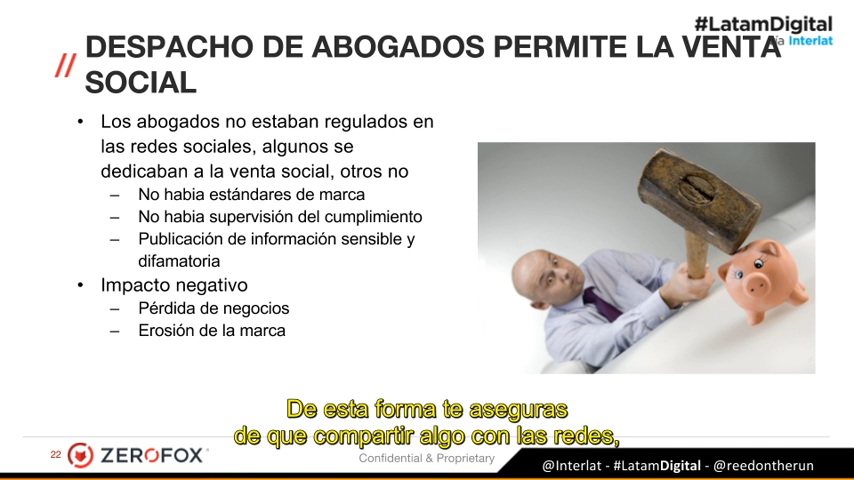 #LatamDigital
ía Interlat
// DESPACHO DE ABOGADOS PERMITE LA VENTA
SOCIAL
• Los abogados no estaban regulados en
las redes sociales, algunos se
dedicaban a la venta social, otros no
– No habia estándares de marca
– No habia supervisión del cumplimiento
– Publicación de información sensible y
difamatoria
• Impacto negativo
– Pérdida de negocios
– Erosión de la marca
De esta forma te aseguras
de que compartir algo con las redes,
22 ZEROFOX
Confidential & Proprietary
@Interlat - #LatamDigital - @reedontherun